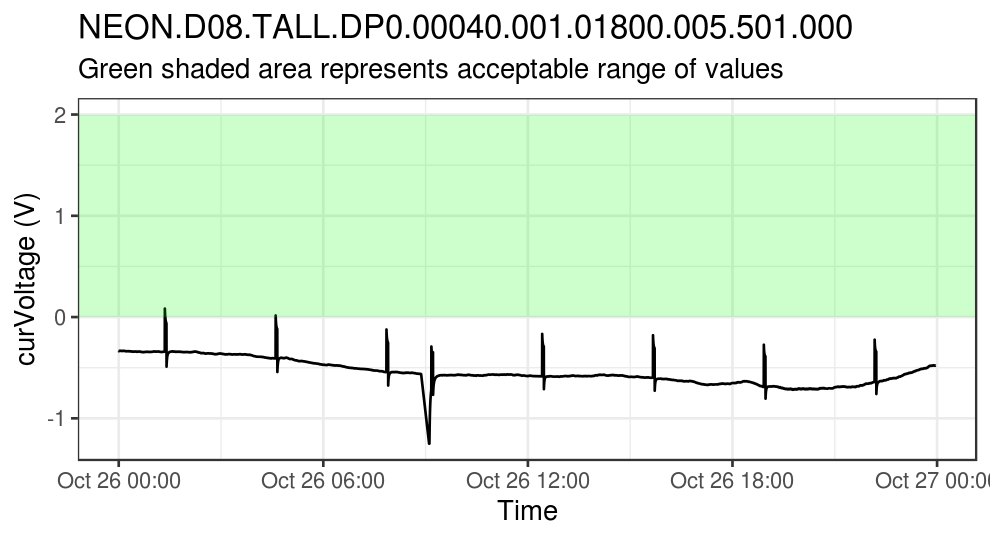 NEON.D08.TALL.DP0.00040.001.01800.005.501.000
Green shaded area represents acceptable range of values
2
1
0
-1
curVoltage (V)
Oct 26 00:00 Oct 26 06:00 Oct 26 12:00 Oct 26 18:00 Oct 27 00:00
Time